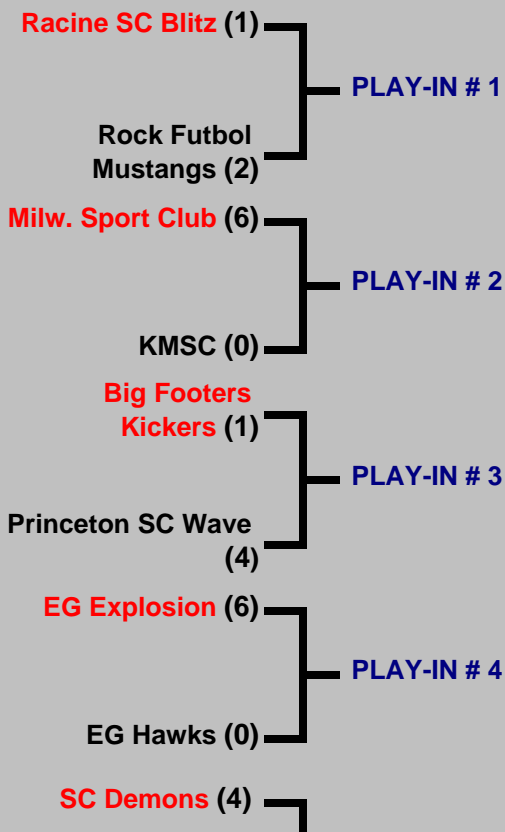 Racine SC Blitz (1)
PLAY-IN # 1
Rock Futbol
Mustangs (2)
Milw. Sport Club (6)
PLAY-IN # 2
KMSC (0)
Big Footers
Kickers (1)
PLAY-IN # 3
Princeton SC Wave
(4)
EG Explosion (6)
PLAY-IN # 4
EG Hawks (0)
SC Demons (4)